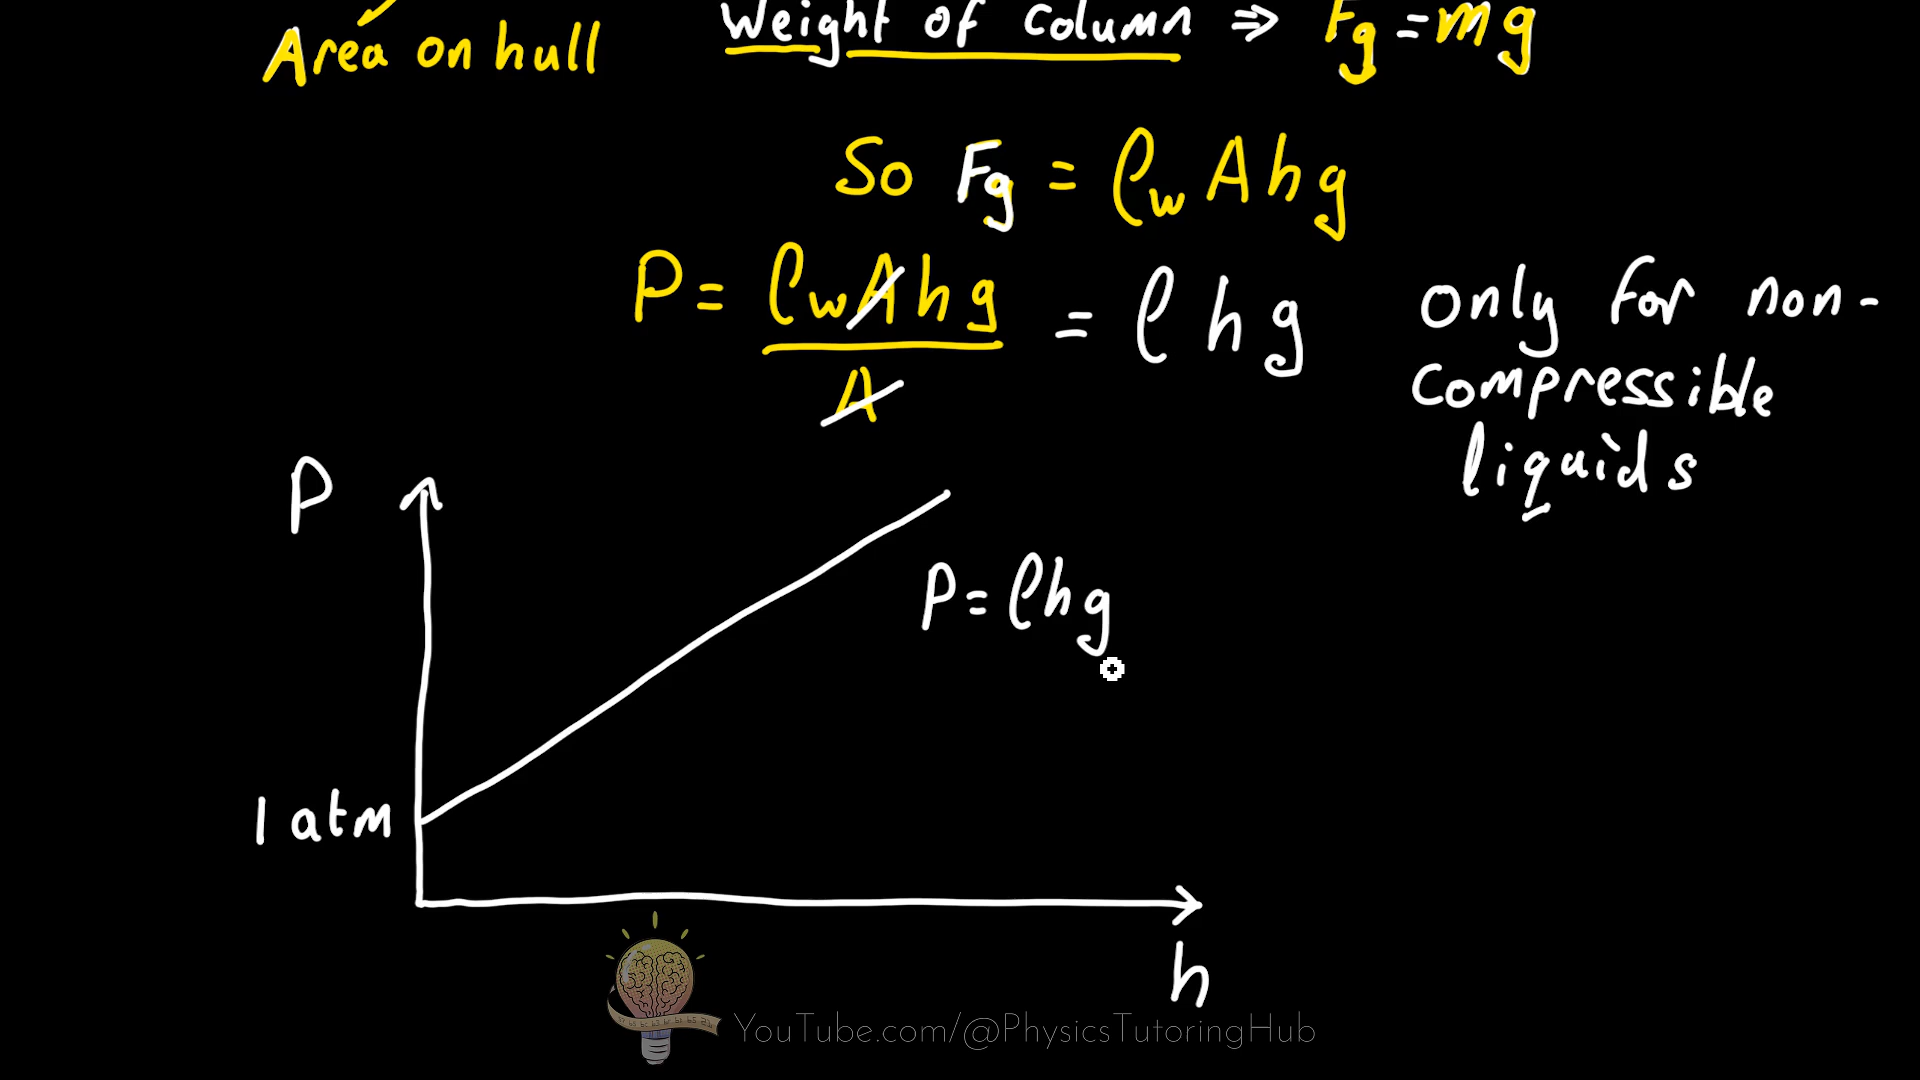 Area on hull
Weight of column ⇒ Fg = mg
So Fg = ρw A h g
P = ρw A h g / A = ρ h g
only for non-
compressible
liquids
P
P = ρhg
1 atm
h
YouTube.com/@PhysicsTutoringHub